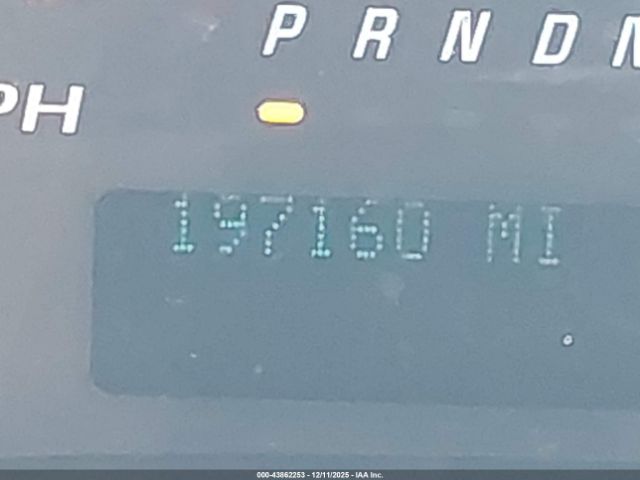 P R N D
PH
197160 MI
000-43862253 - 12/11/2025 - IAA Inc.